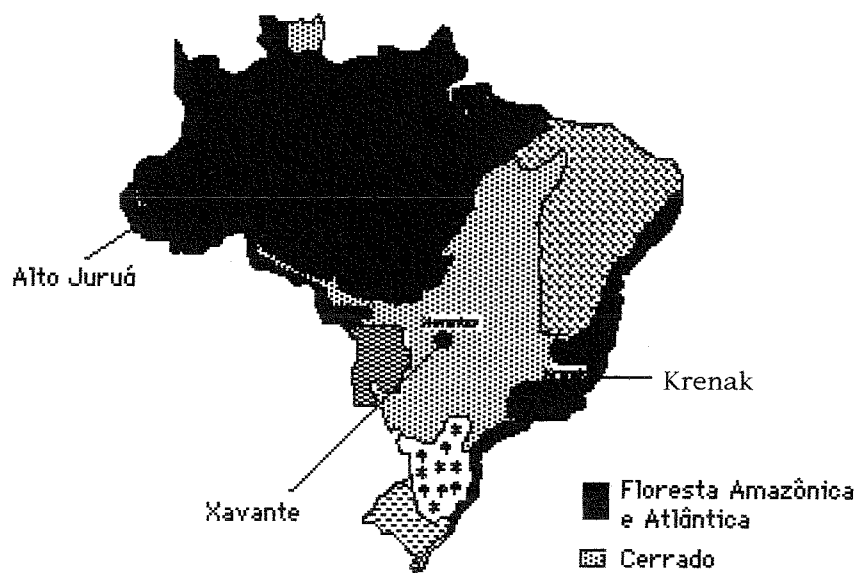 Alto Juruá
Krenak
Xavante
Floresta Amazônica
e Atlântica
Cerrado